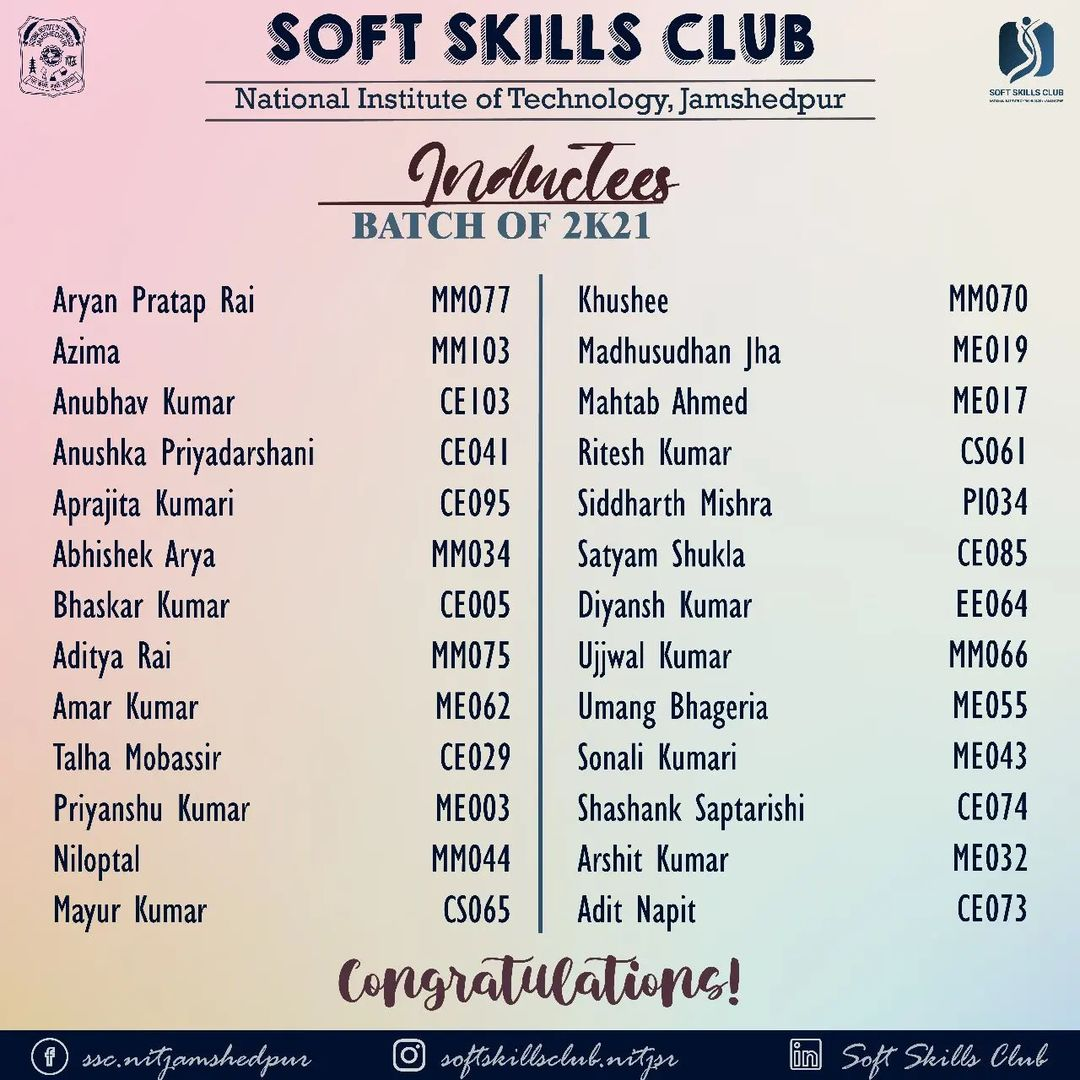 SOFT SKILLS CLUB
National Institute of Technology, Jamshedpur
SOFT SKILLS CLUB
Inductees
BATCH OF 2K21
Aryan Pratap Rai MM077
Azima MM103
Anubhav Kumar CE103
Anushka Priyadarshani CE041
Aprajita Kumari CE095
Abhishek Arya MM034
Bhaskar Kumar CE005
Aditya Rai MM075
Amar Kumar ME062
Talha Mobassir CE029
Priyanshu Kumar ME003
Niloptal MM044
Mayur Kumar CS065
Khushee MM070
Madhusudhan Jha ME019
Mahtab Ahmed ME017
Ritesh Kumar CS061
Siddharth Mishra PI034
Satyam Shukla CE085
Diyansh Kumar EE064
Ujjwal Kumar MM066
Umang Bhageria ME055
Sonali Kumari ME043
Shashank Saptarishi CE074
Arshit Kumar ME032
Adit Napit CE073
Congratulations!
ssc.nitjamshedpur
softskillsclub.nitjsr
Soft Skills Club